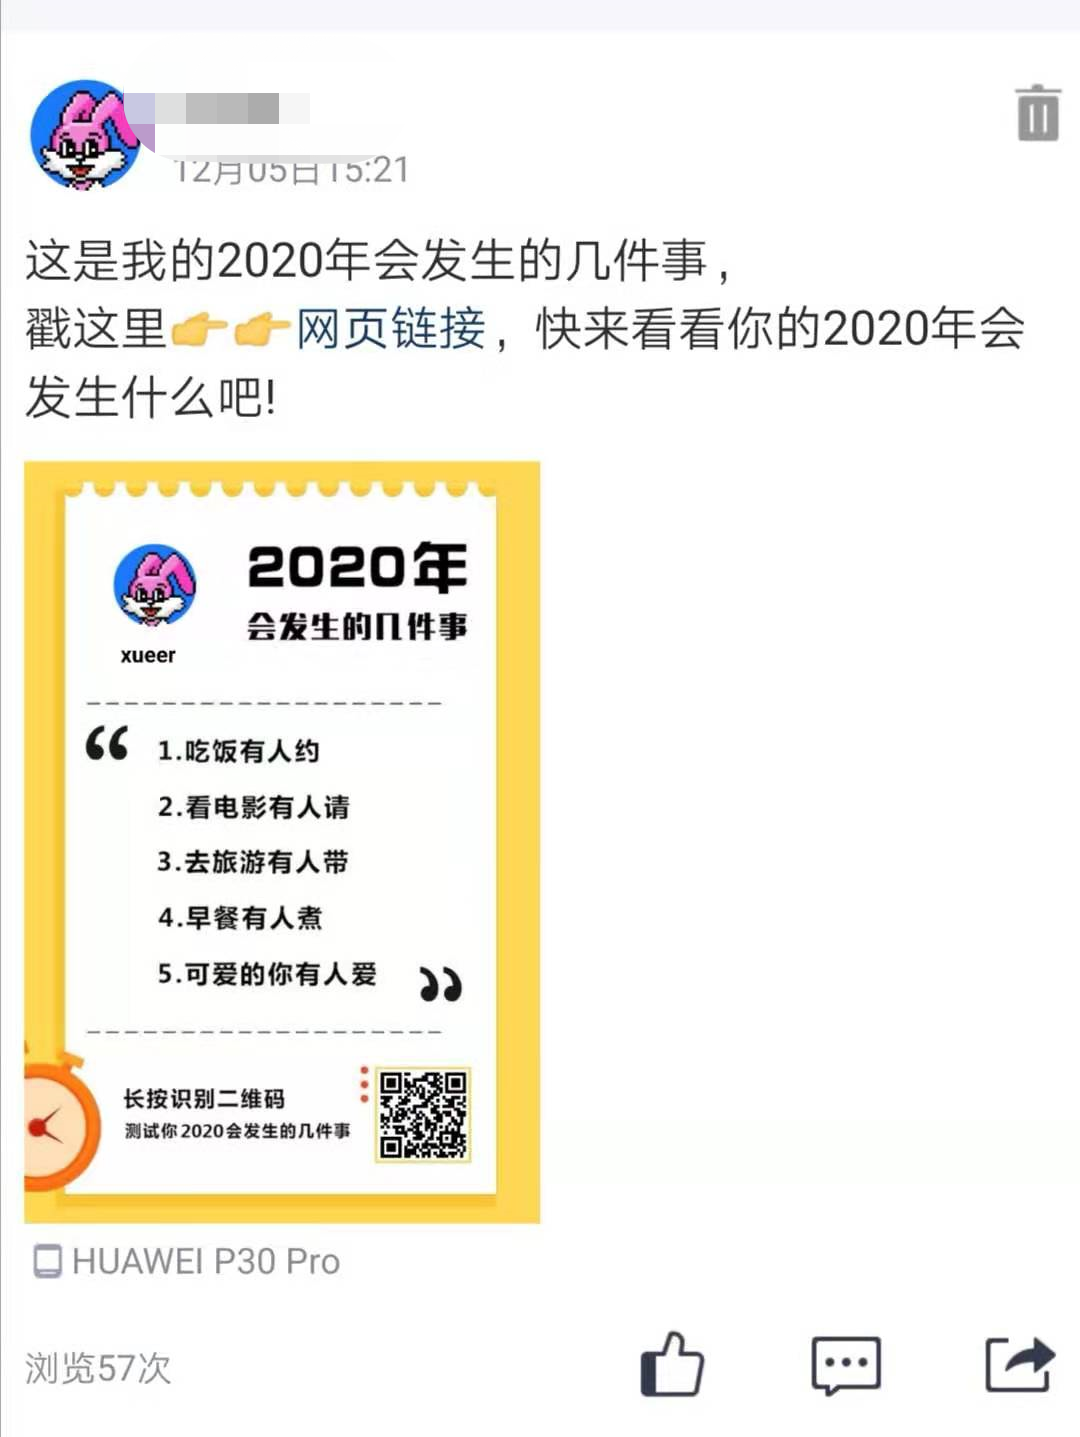 12月05日15:21
这是我的2020年会发生的几件事,
戳这里👉👉网页链接，快来看看你的2020年会
发生什么吧!
2020年
会发生的几件事
xueer
“
1.吃饭有人约
2.看电影有人请
3.去旅游有人带
4.早餐有人煮
5.可爱的你有人爱
”
长按识别二维码
测试你2020会发生的几件事
HUAWEI P30 Pro
浏览57次